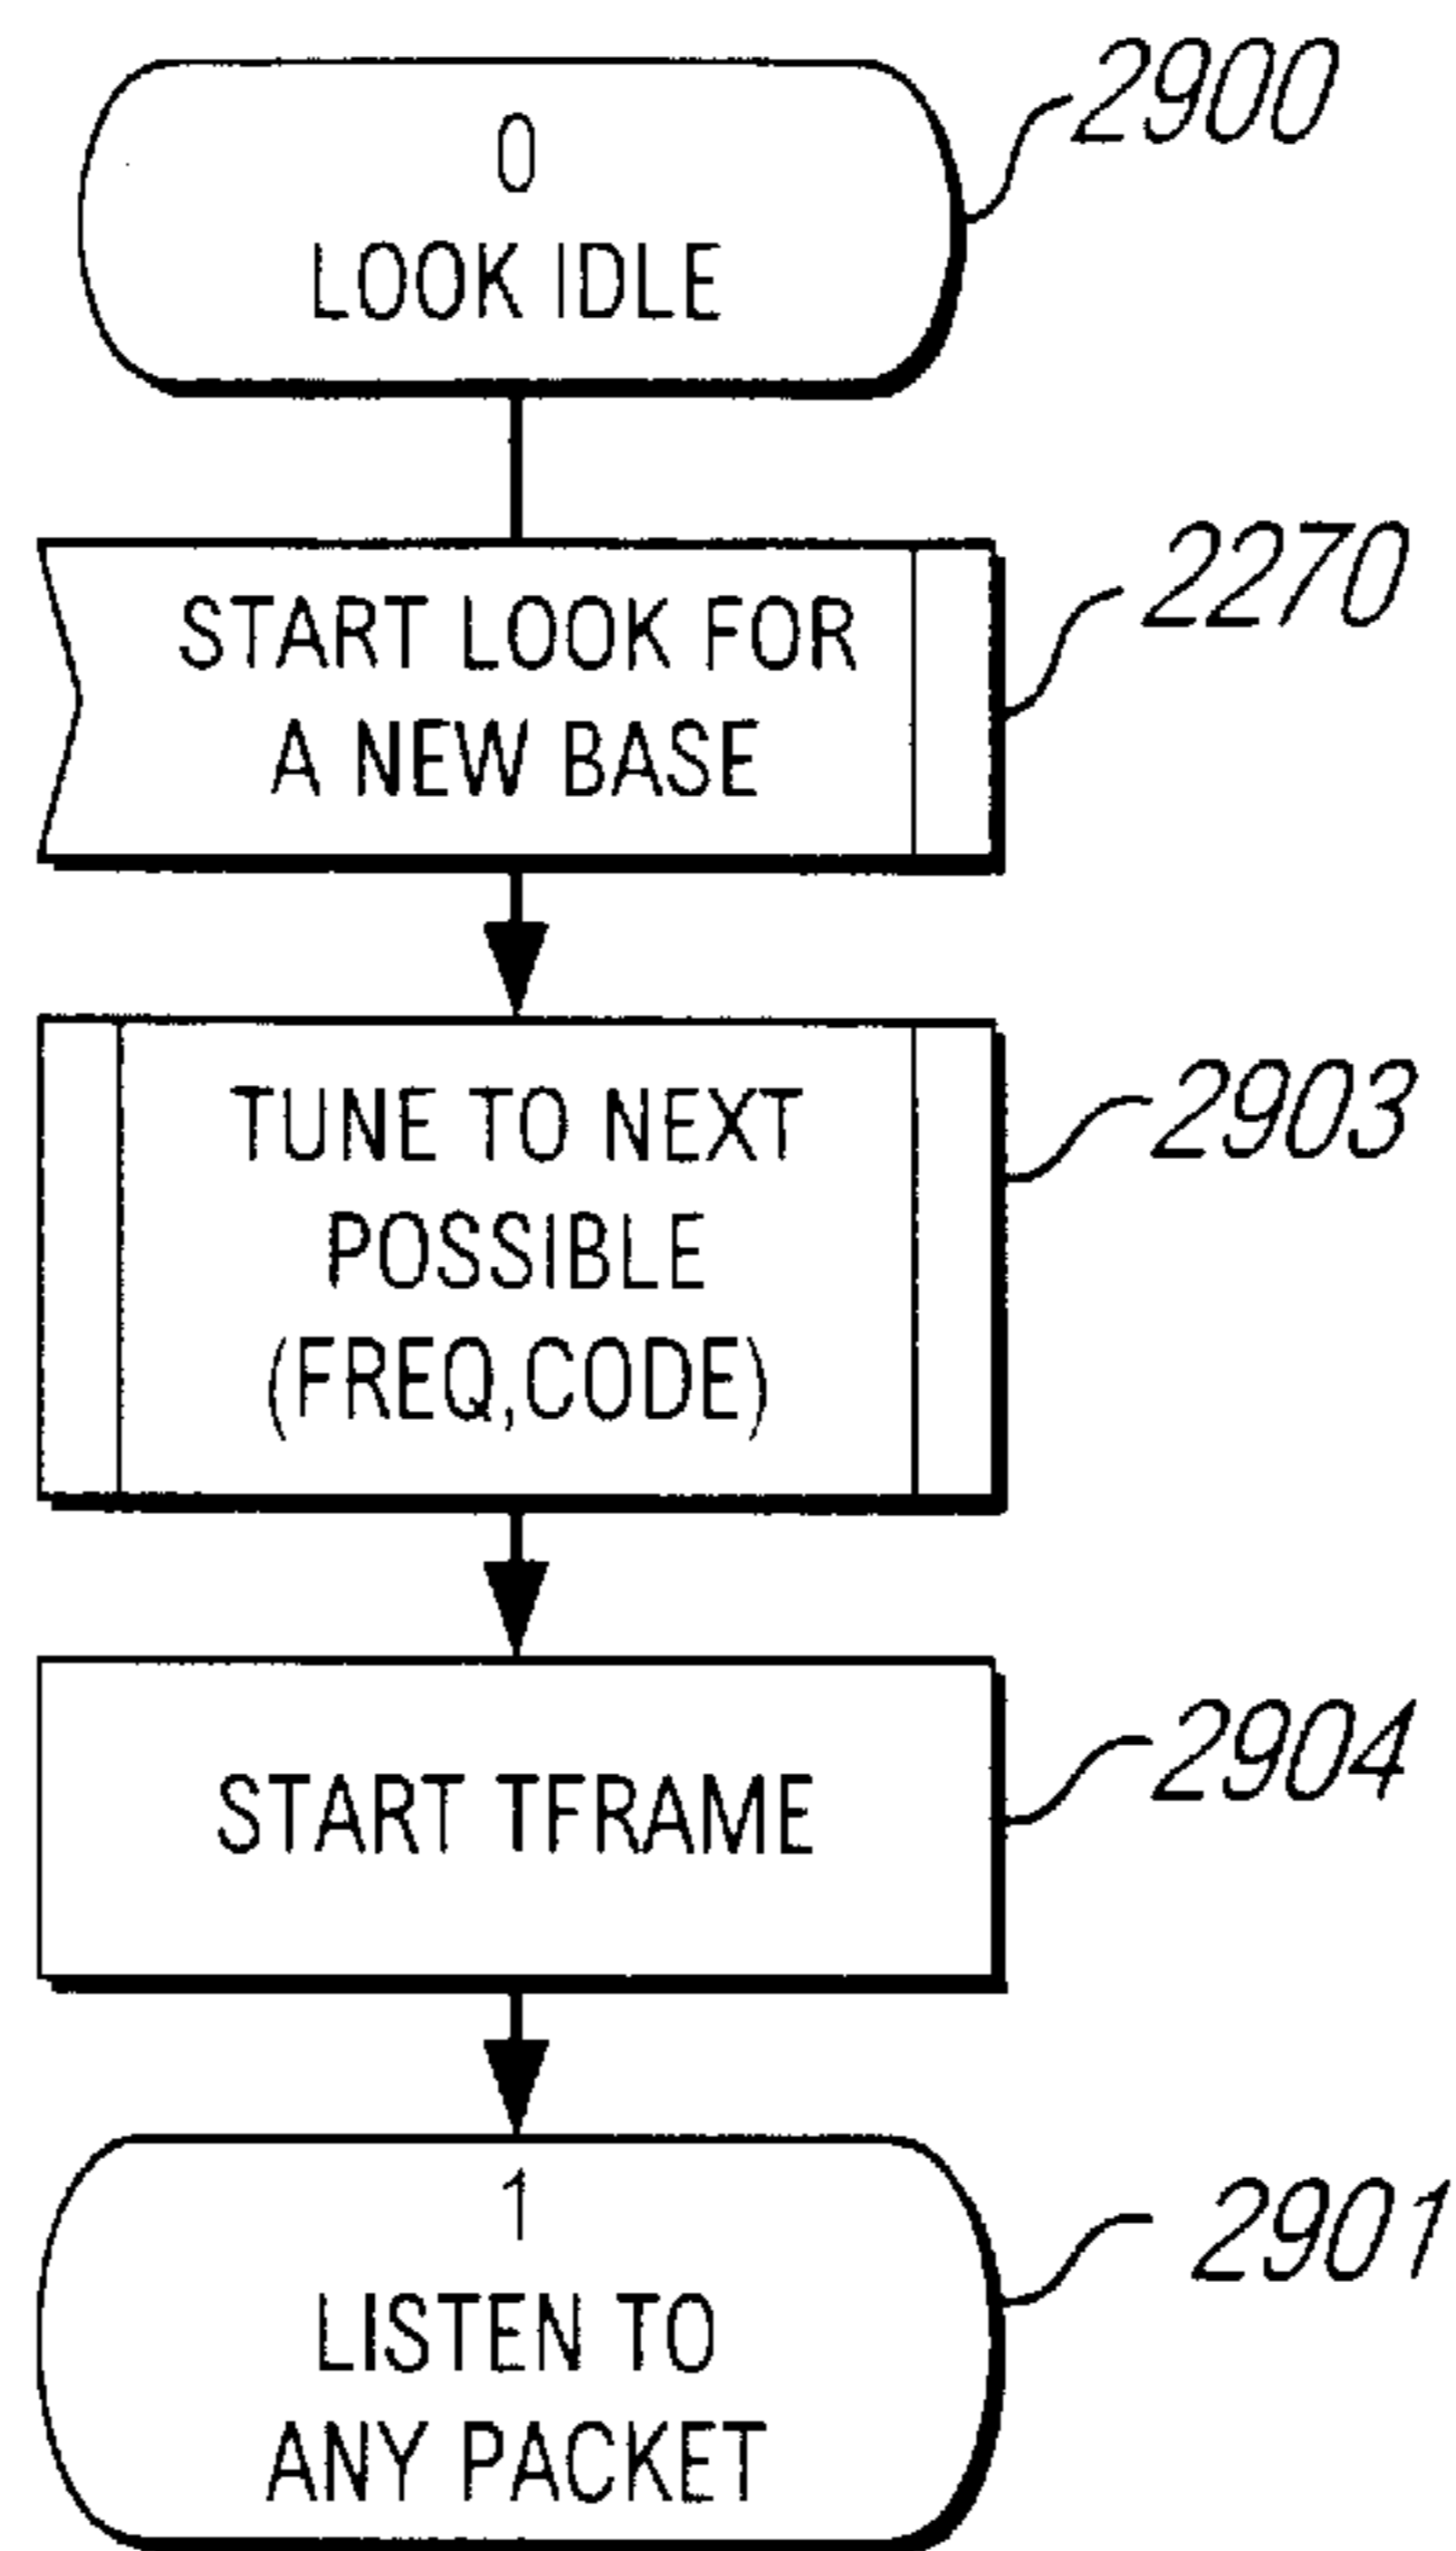 0
LOOK IDLE
2900
START LOOK FOR
A NEW BASE
2270
TUNE TO NEXT
POSSIBLE
(FREQ,CODE)
2903
START TFRAME
2904
1
LISTEN TO
ANY PACKET
2901